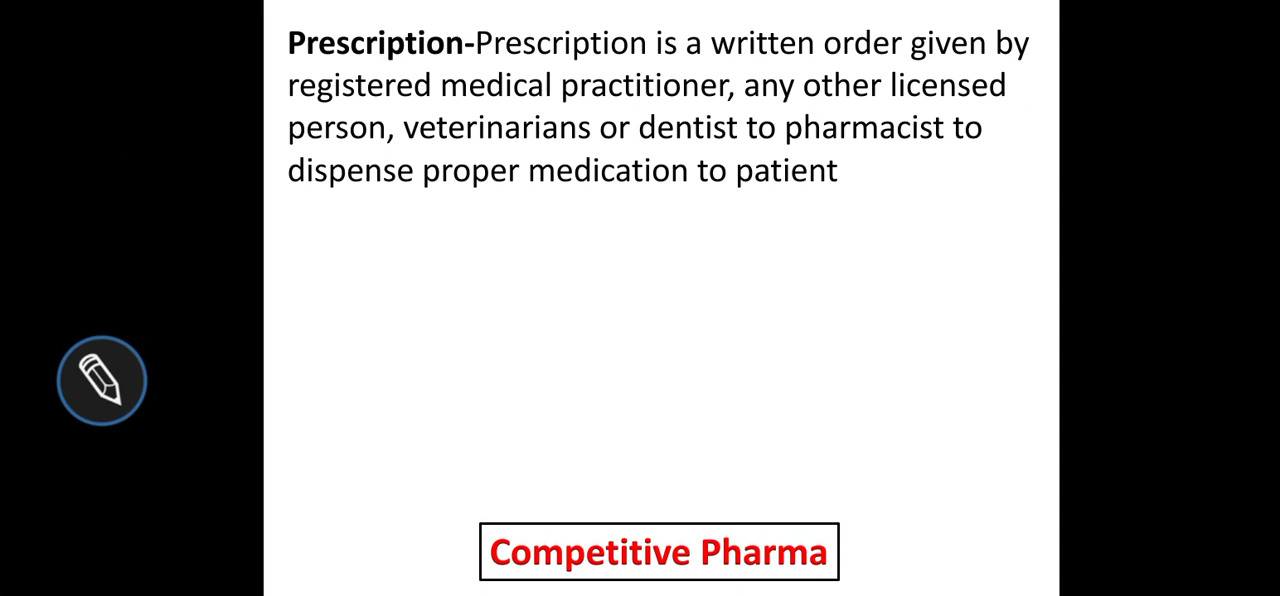 Prescription-Prescription is a written order given by
registered medical practitioner, any other licensed
person, veterinarians or dentist to pharmacist to
dispense proper medication to patient
Competitive Pharma